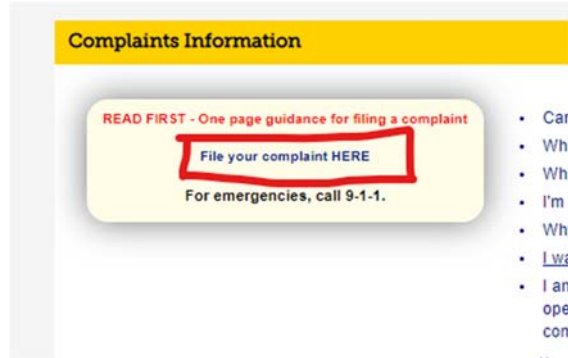 Complaints Information
READ FIRST - One page guidance for filing a complaint
File your complaint HERE
For emergencies, call 9-1-1.
I'm